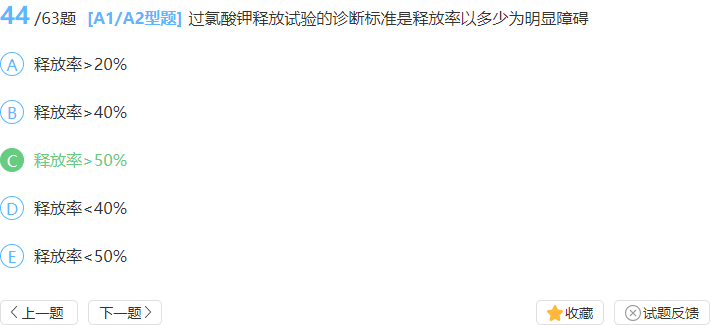 44 /63题 [A1/A2型题] 过氯酸钾释放试验的诊断标准是释放率以多少为明显障碍
A 释放率>20%
B 释放率>40%
C 释放率>50%
D 释放率<40%
E 释放率<50%
上一题 下一题 收藏 试题反馈